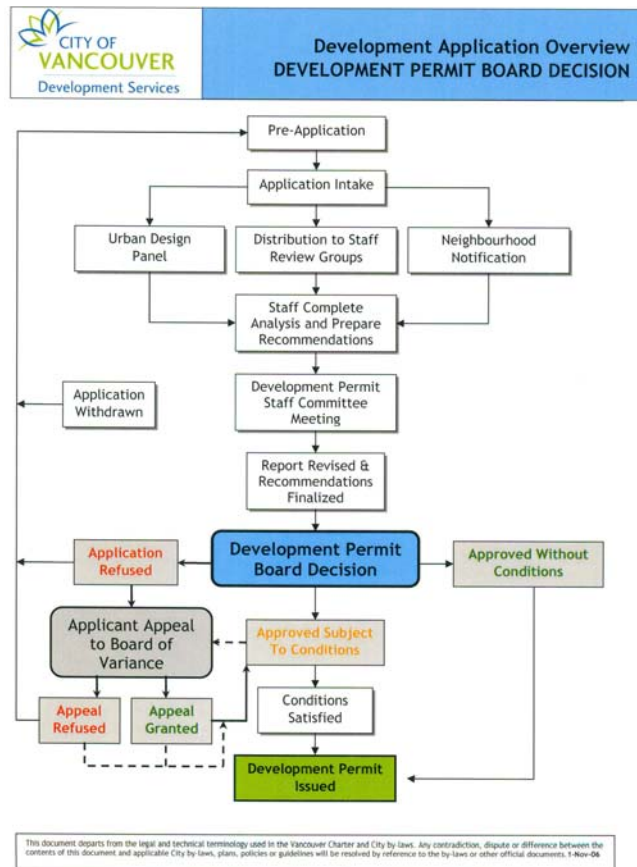 CITY OF
VANCOUVER
Development Services
Development Application Overview
DEVELOPMENT PERMIT BOARD DECISION
Pre-Application
Application Intake
Urban Design
Panel
Distribution to Staff
Review Groups
Neighbourhood
Notification
Staff Complete
Analysis and Prepare
Recommendations
Application
Withdrawn
Development Permit
Staff Committee
Meeting
Report Revised &
Recommendations
Finalized
Application
Refused
Development Permit
Board Decision
Approved Without
Conditions
Applicant Appeal
to Board of
Variance
Approved Subject
To Conditions
Appeal
Refused
Appeal
Granted
Conditions
Satisfied
Development Permit
Issued
This document departs from the legal and technical terminology used in the Vancouver Charter and City by-laws. Any contradiction, dispute or difference between the
contents of this document and applicable City by-laws, plans, policies or guidelines will be resolved by reference to the by-laws or other official documents. 1-Nov-06